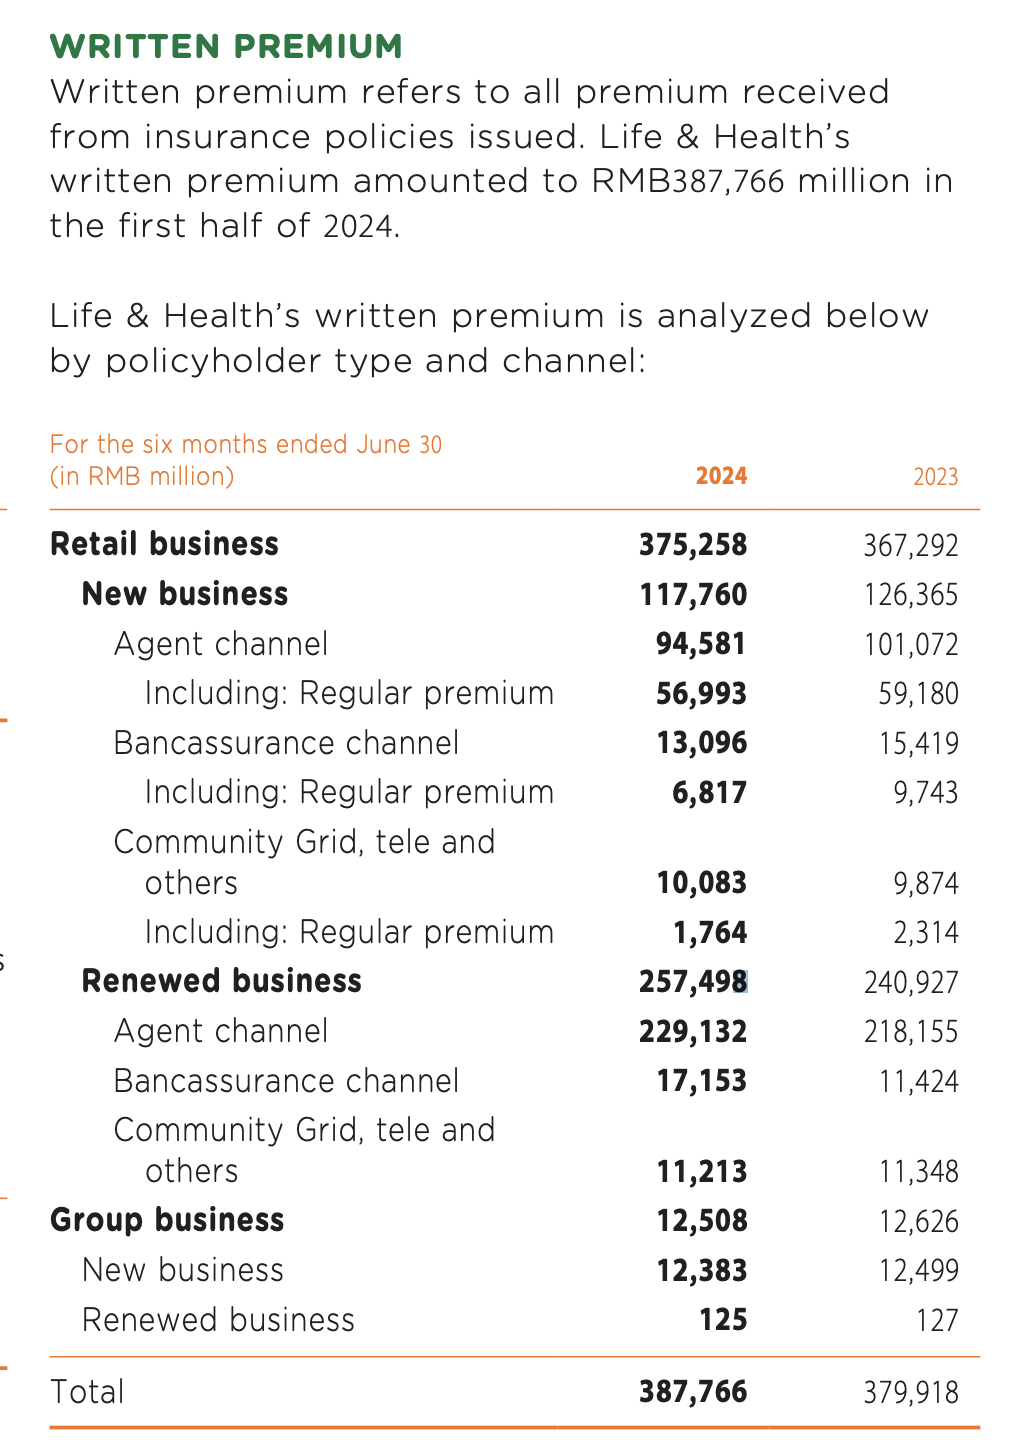 WRITTEN PREMIUM
Written premium refers to all premium received
from insurance policies issued. Life & Health’s
written premium amounted to RMB387,766 million in
the first half of 2024.
Life & Health’s written premium is analyzed below
by policyholder type and channel:
For the six months ended June 30
(in RMB million) 2024 2023
Retail business 375,258 367,292
New business 117,760 126,365
Agent channel 94,581 101,072
Including: Regular premium 56,993 59,180
Bancassurance channel 13,096 15,419
Including: Regular premium 6,817 9,743
Community Grid, tele and
others 10,083 9,874
Including: Regular premium 1,764 2,314
Renewed business 257,498 240,927
Agent channel 229,132 218,155
Bancassurance channel 17,153 11,424
Community Grid, tele and
others 11,213 11,348
Group business 12,508 12,626
New business 12,383 12,499
Renewed business 125 127
Total 387,766 379,918